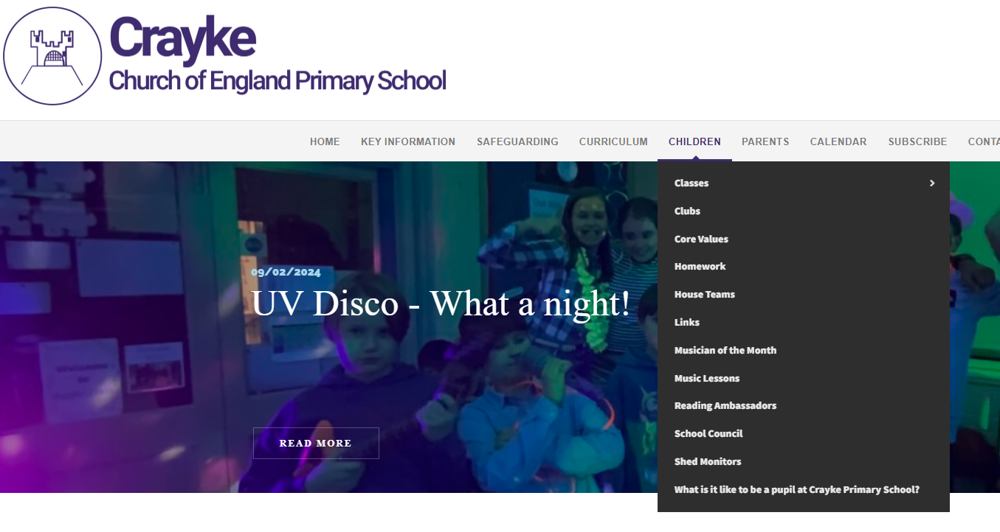 Crayke
Church of England Primary School
HOME KEY INFORMATION SAFEGUARDING CURRICULUM CHILDREN PARENTS CALENDAR SUBSCRIBE
Classes
Clubs
Core Values
Homework
House Teams
Links
Musician of the Month
Music Lessons
Reading Ambassadors
School Council
Shed Monitors
What is it like to be a pupil at Crayke Primary School?
09/02/2024
UV Disco - What a night!
READ MORE